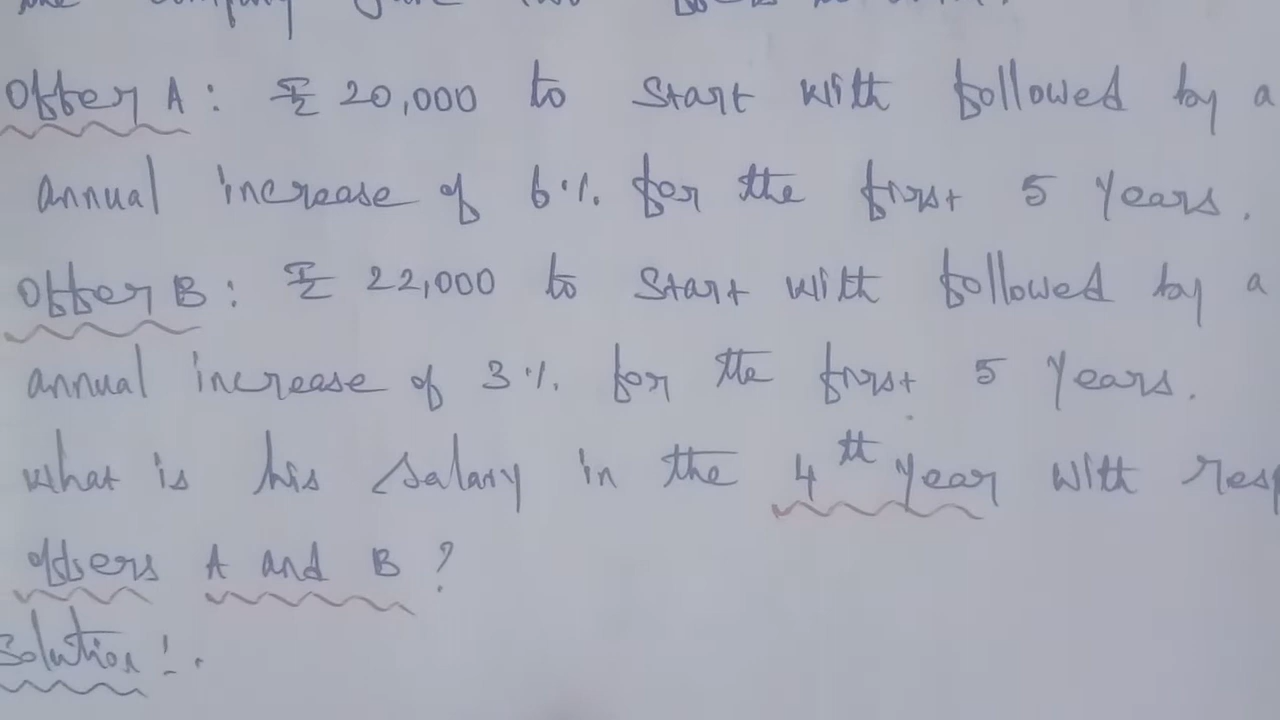 Offer A : ₹ 20,000 to start with followed by a
annual increase of 6% for the first 5 years.
Offer B : ₹ 22,000 to start with followed by a
annual increase of 3% for the first 5 years.
What is his salary in the 4th year with resp
offers A and B ?
Solution :.